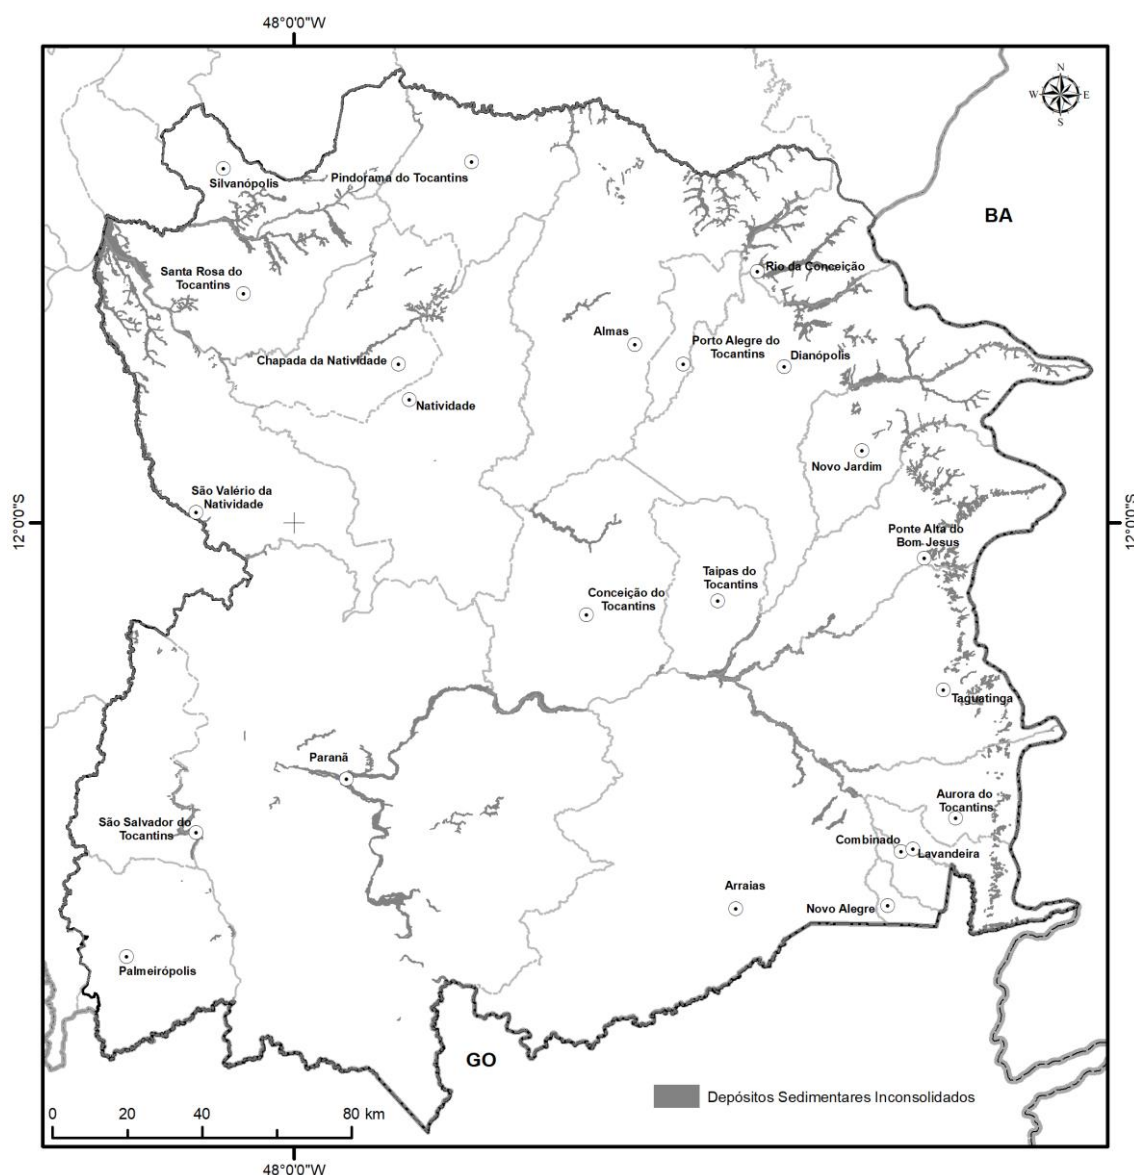 48°0'0"W
N
W
E
S
Silvanópolis
Pindorama do Tocantins
BA
Santa Rosa do
Tocantins
Rio da Conceição
Almas
Porto Alegre do
Tocantins
Dianópolis
Chapada da Natividade
Natividade
Novo Jardim
São Valério da
Natividade
12°0'0"S
12°0'0"S
Ponte Alta do
Bom Jesus
Taipas do
Tocantins
Conceição do
Tocantins
Taguatinga
Paranã
Aurora do
Tocantins
São Salvador do
Tocantins
Combinado
Lavandeira
Arraias
Novo Alegre
Palmeirópolis
GO
Depósitos Sedimentares Inconsolidados
0 20 40 80 km
48°0'0"W